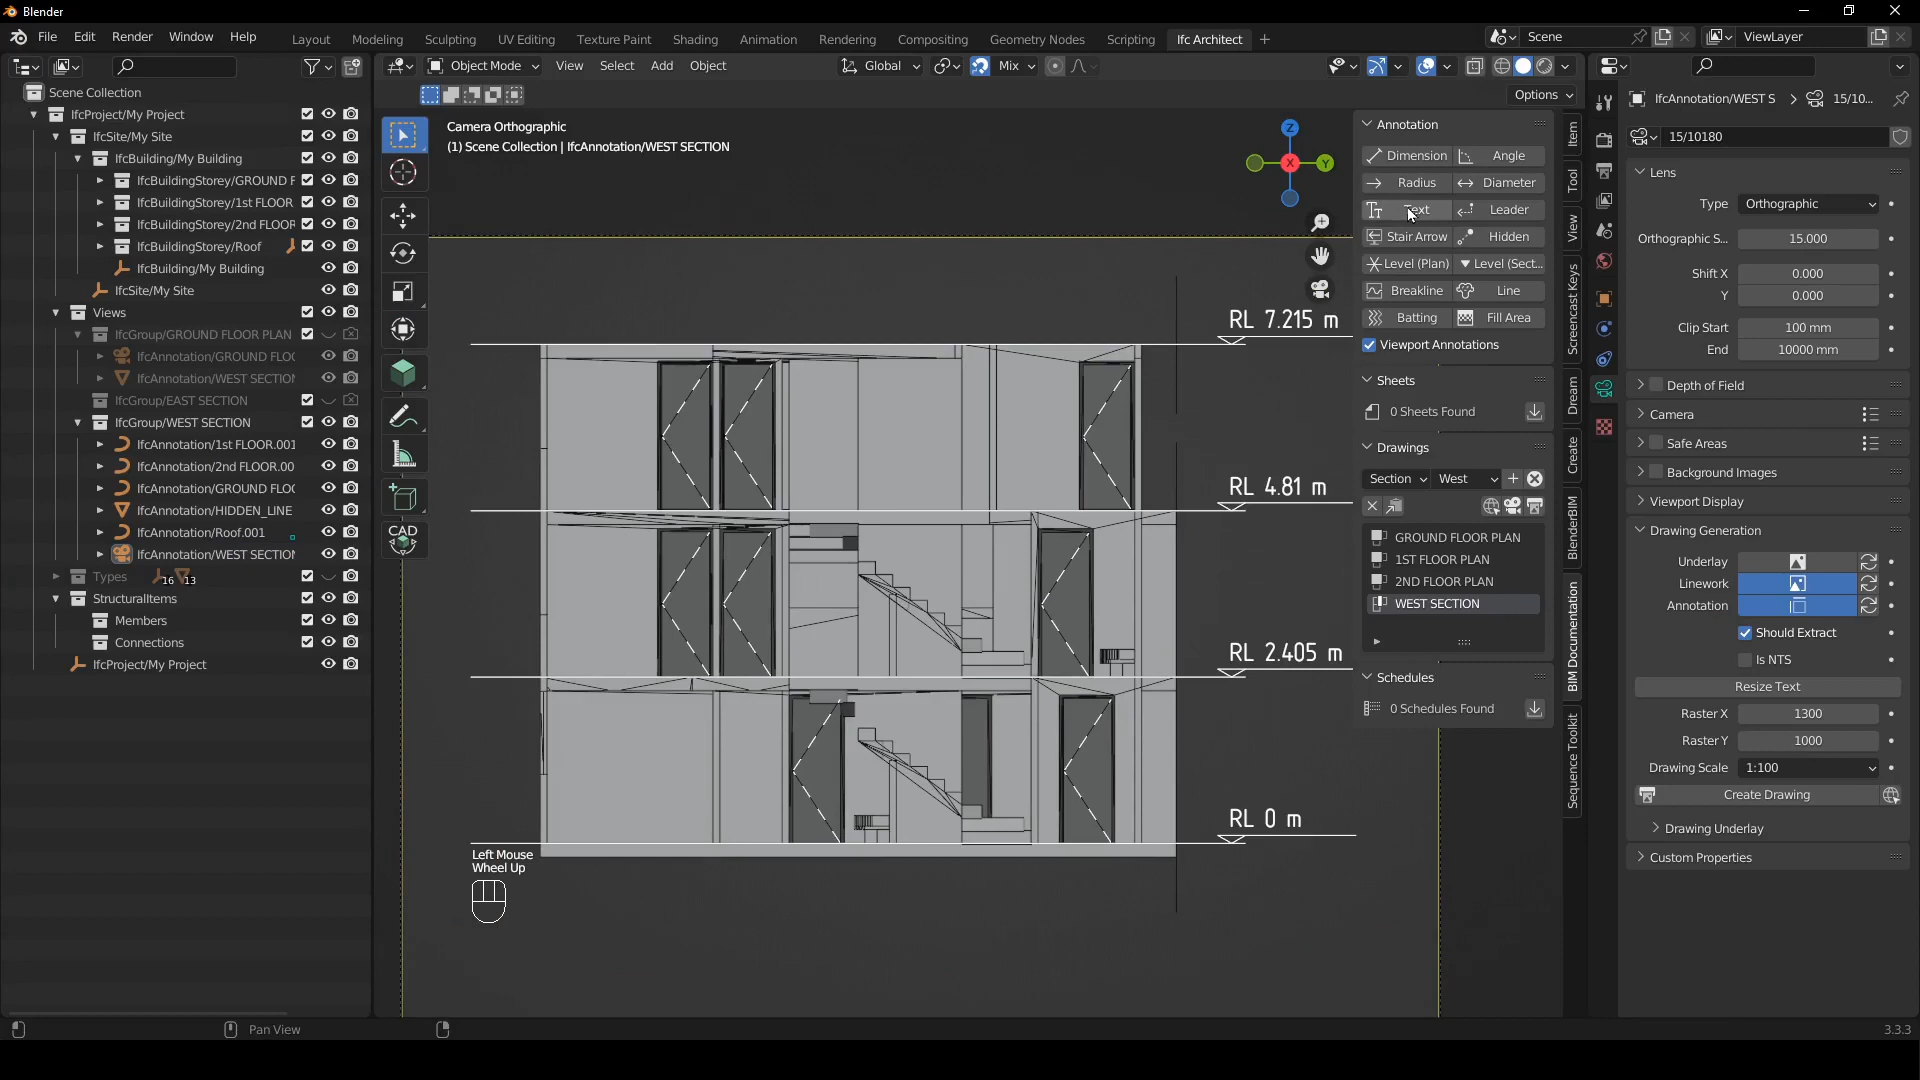 Blender
File Edit Render Window Help
Layout Modeling Sculpting UV Editing Texture Paint Shading Animation Rendering Compositing Geometry Nodes Scripting Ifc Architect +
Scene ViewLayer
Object Mode View Select Add Object Global Mix
Options
Scene Collection
IfcProject/My Project
IfcSite/My Site
IfcBuilding/My Building
IfcBuildingStorey/GROUND F
IfcBuildingStorey/1st FLOOR
IfcBuildingStorey/2nd FLOOR
IfcBuildingStorey/Roof
IfcBuilding/My Building
IfcSite/My Site
Views
IfcGroup/GROUND FLOOR PLAN
IfcAnnotation/GROUND FLOO
IfcAnnotation/WEST SECTION
IfcGroup/EAST SECTION
IfcGroup/WEST SECTION
IfcAnnotation/1st FLOOR.001
IfcAnnotation/2nd FLOOR.00
IfcAnnotation/GROUND FLOO
IfcAnnotation/HIDDEN_LINE
IfcAnnotation/Roof.001
IfcAnnotation/WEST SECTION
Types 16 13
StructuralItems
Members
Connections
IfcProject/My Project
CAD
Camera Orthographic
(1) Scene Collection | IfcAnnotation/WEST SECTION
Z
X
Y
RL 7.215 m
RL 4.81 m
RL 2.405 m
RL 0 m
Left Mouse
Wheel Up
Annotation
Dimension Angle
Radius Diameter
Text Leader
Stair Arrow Hidden
Level (Plan) Level (Sect...
Breakline Line
Batting Fill Area
Viewport Annotations
Sheets
0 Sheets Found
Drawings
Section West
GROUND FLOOR PLAN
1ST FLOOR PLAN
2ND FLOOR PLAN
WEST SECTION
Schedules
0 Schedules Found
Item
Tool
View
Screencast Keys
Dream
Create
BlenderBIM
BIM Documentation
Sequence Toolkit
IfcAnnotation/WEST S 15/10...
15/10180
Lens
Type Orthographic
Orthographic S... 15.000
Shift X 0.000
Y 0.000
Clip Start 100 mm
End 10000 mm
Depth of Field
Camera
Safe Areas
Background Images
Viewport Display
Drawing Generation
Underlay
Linework
Annotation
Should Extract
Is NTS
Resize Text
Raster X 1300
Raster Y 1000
Drawing Scale 1:100
Create Drawing
Drawing Underlay
Custom Properties
Pan View
3.3.3